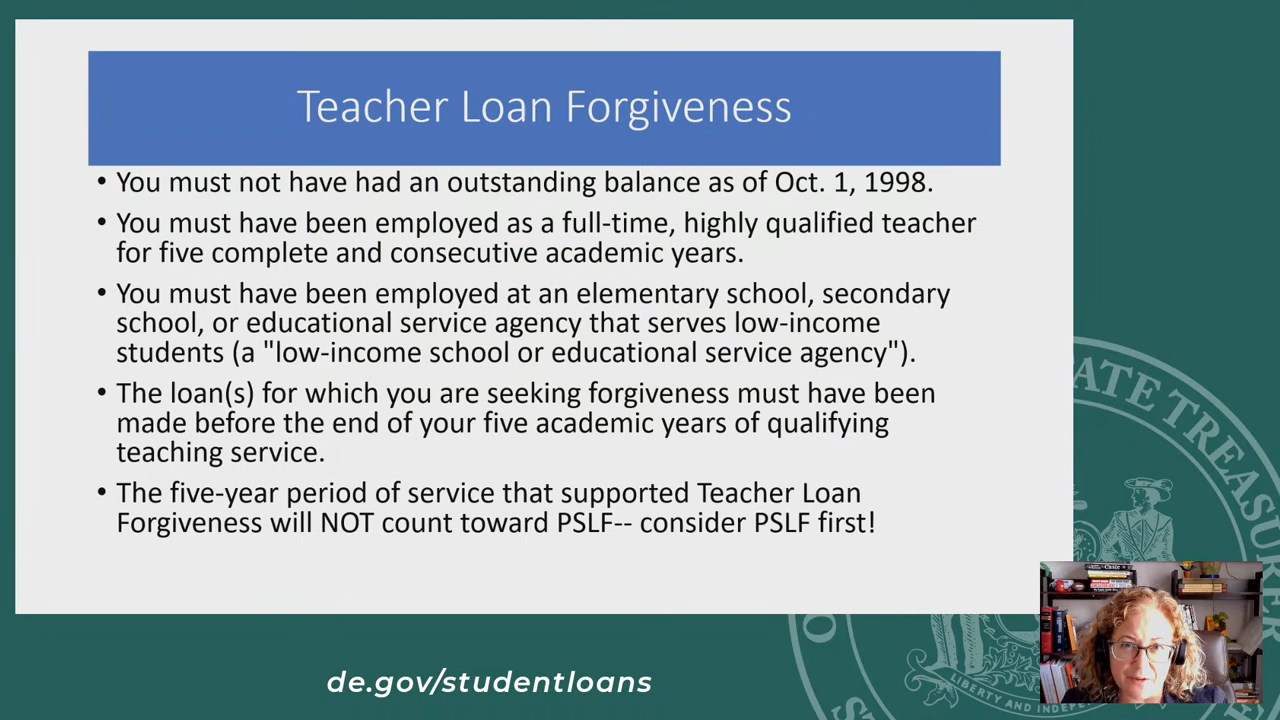 Teacher Loan Forgiveness
• You must not have had an outstanding balance as of Oct. 1, 1998.
• You must have been employed as a full-time, highly qualified teacher
for five complete and consecutive academic years.
• You must have been employed at an elementary school, secondary
school, or educational service agency that serves low-income
students (a "low-income school or educational service agency").
• The loan(s) for which you are seeking forgiveness must have been
made before the end of your five academic years of qualifying
teaching service.
• The five-year period of service that supported Teacher Loan
Forgiveness will NOT count toward PSLF-- consider PSLF first!
TATE TREASURER
LIBERTY AND
Caste
de.gov/studentloans